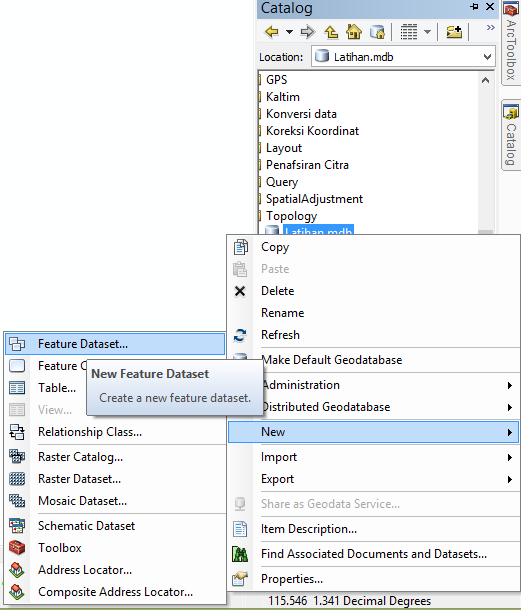 Catalog
Location: Latihan.mdb
GPS
Kaltim
Konversi data
Koreksi Koordinat
Layout
Penafsiran Citra
Query
SpatialAdjustment
Topology
Latihan.mdb
ArcToolbox
Catalog
Copy
Paste
Delete
Rename
Refresh
Make Default Geodatabase
Administration
Distributed Geodatabase
New
Import
Export
Share as Geodata Service...
Item Description...
Find Associated Documents and Datasets...
Properties...
Feature Dataset...
Feature C
Table...
View...
Relationship Class...
Raster Catalog...
Raster Dataset...
Mosaic Dataset...
Schematic Dataset
Toolbox
Address Locator...
Composite Address Locator...
New Feature Dataset
Create a new feature dataset.
115.546 1.341 Decimal Degrees